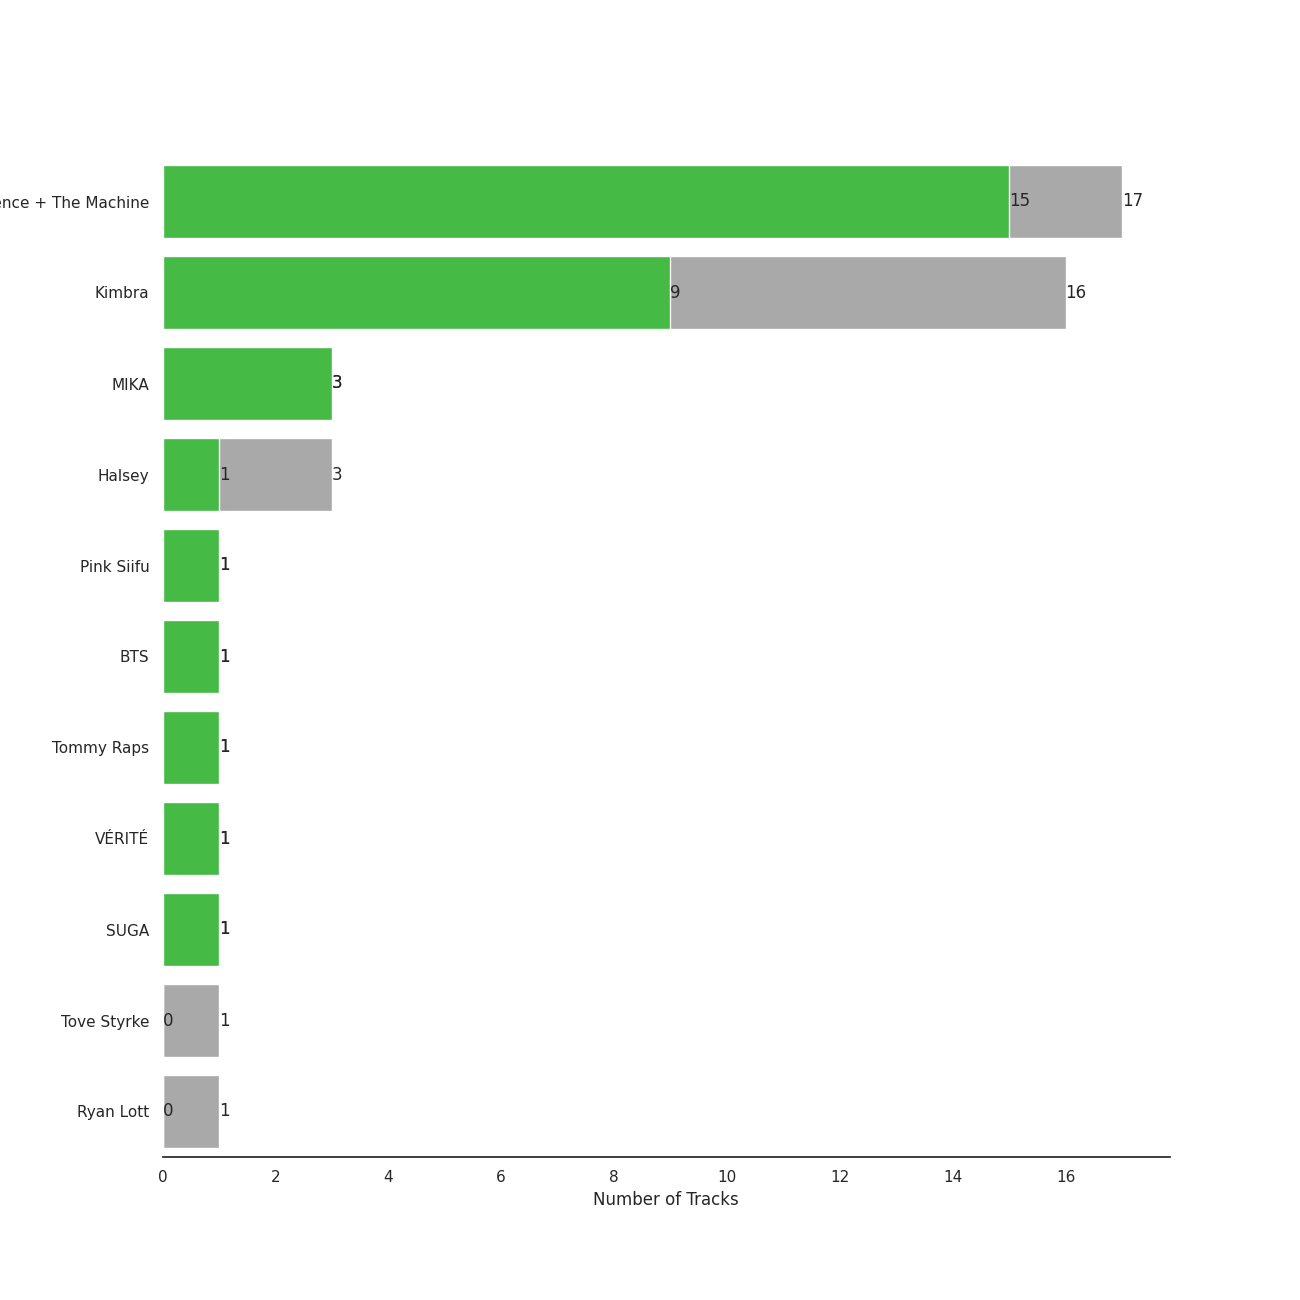 ence + The Machine 15 17
Kimbra 9 16
MIKA 3
Halsey 1 3
Pink Siifu 1
BTS 1
Tommy Raps 1
VÉRITÉ 1
SUGA 1
Tove Styrke 0 1
Ryan Lott 0 1
0 2 4 6 8 10 12 14 16
Number of Tracks